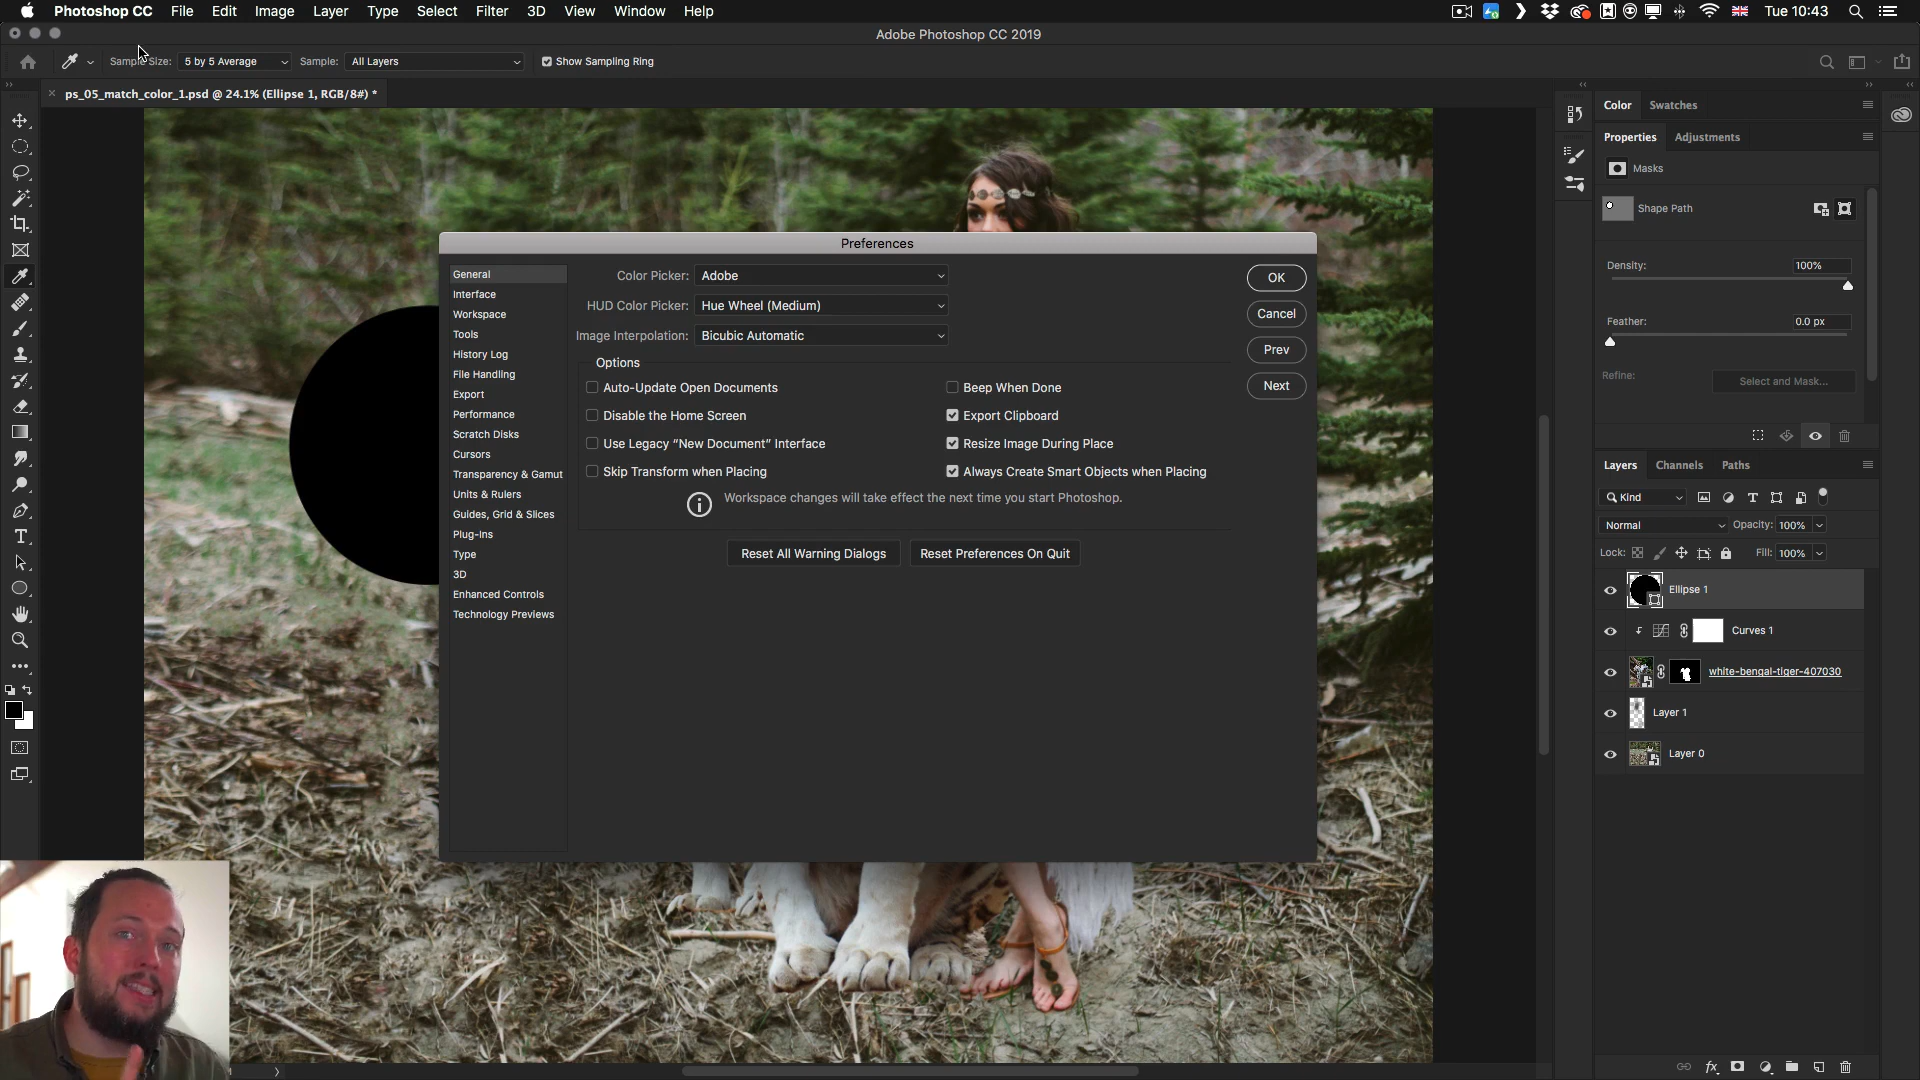 Photoshop CC File Edit Image Layer Type Select Filter 3D View Window Help Tue 10:43
Adobe Photoshop CC 2019
Sample Size: 5 by 5 Average Sample: All Layers Show Sampling Ring
ps_05_match_color_1.psd @ 24.1% (Ellipse 1, RGB/8#) *
Preferences
General
Interface
Workspace
Tools
History Log
File Handling
Export
Performance
Scratch Disks
Cursors
Transparency & Gamut
Units & Rulers
Guides, Grid & Slices
Plug-Ins
Type
3D
Enhanced Controls
Technology Previews
Color Picker: Adobe
HUD Color Picker: Hue Wheel (Medium)
Image Interpolation: Bicubic Automatic
Options
Auto-Update Open Documents
Disable the Home Screen
Use Legacy “New Document” Interface
Skip Transform when Placing
Beep When Done
Export Clipboard
Resize Image During Place
Always Create Smart Objects when Placing
Workspace changes will take effect the next time you start Photoshop.
Reset All Warning Dialogs
Reset Preferences On Quit
OK
Cancel
Prev
Next
Color Swatches
Properties Adjustments
Masks
Shape Path
Density: 100%
Feather: 0.0 px
Refine: Select and Mask...
Layers Channels Paths
Kind
Normal Opacity: 100%
Lock: Fill: 100%
Ellipse 1
Curves 1
white-bengal-tiger-407030
Layer 1
Layer 0